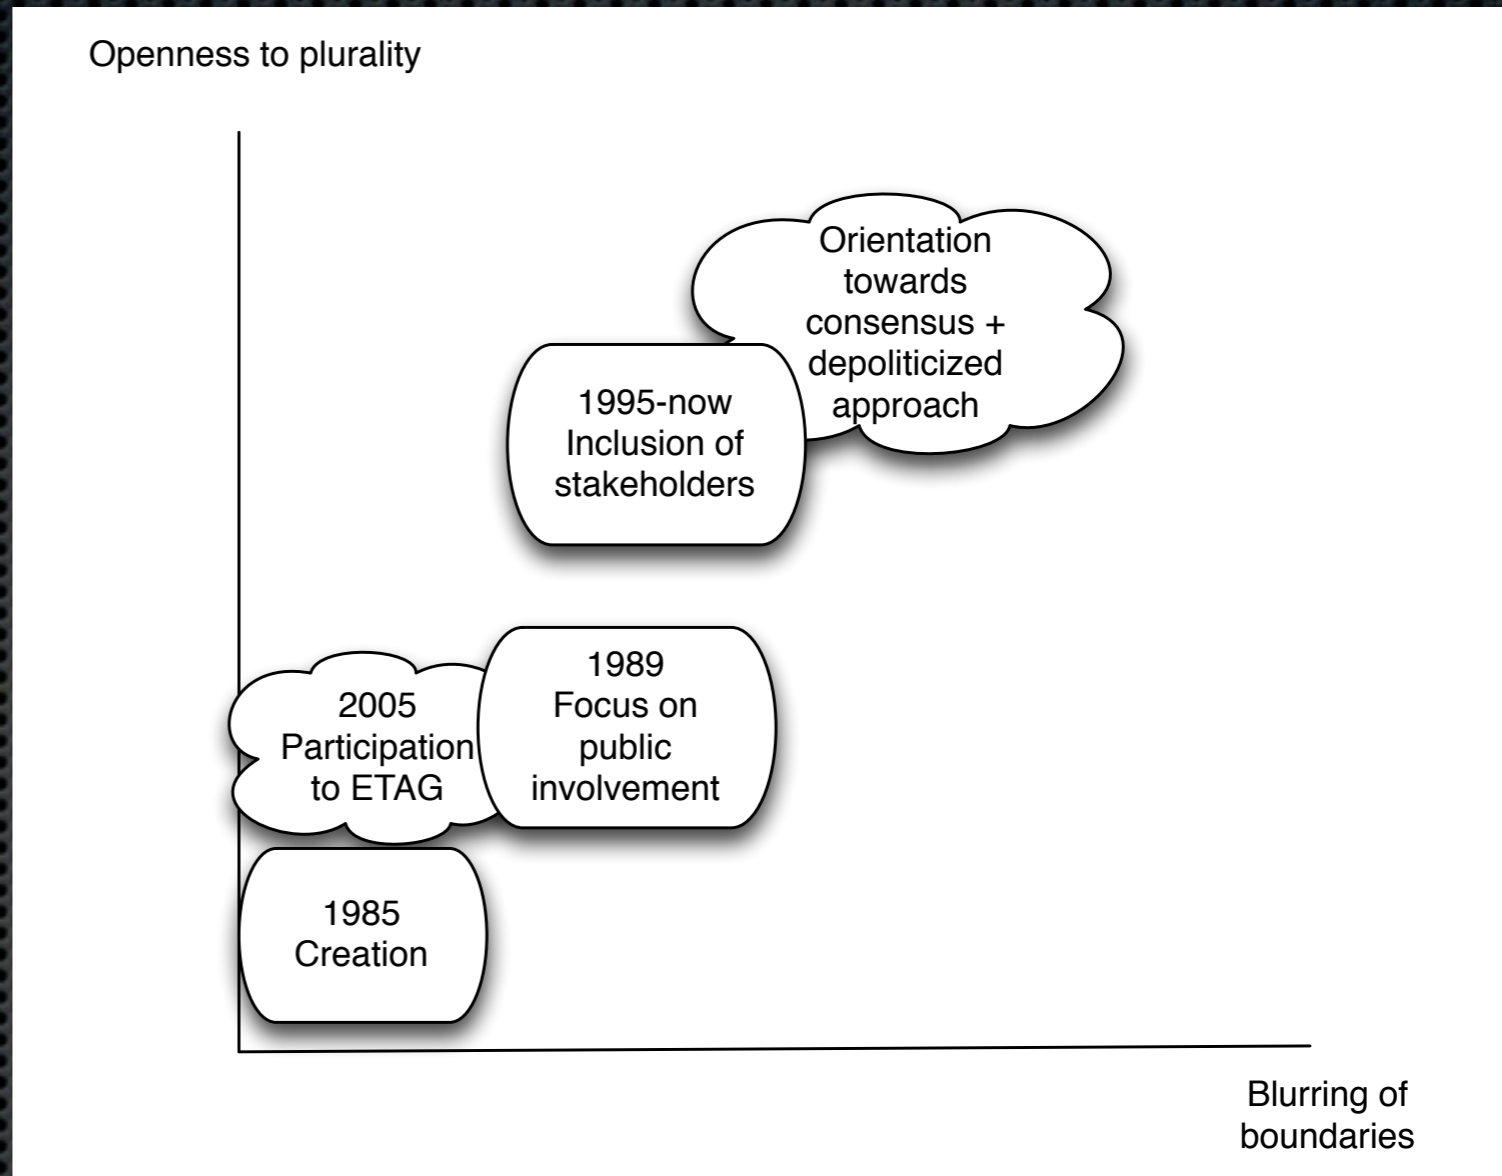 Openness to plurality
Orientation
towards
consensus +
depoliticized
approach
1995-now
Inclusion of
stakeholders
1989
Focus on
public
involvement
2005
Participation
to ETAG
1985
Creation
Blurring of
boundaries